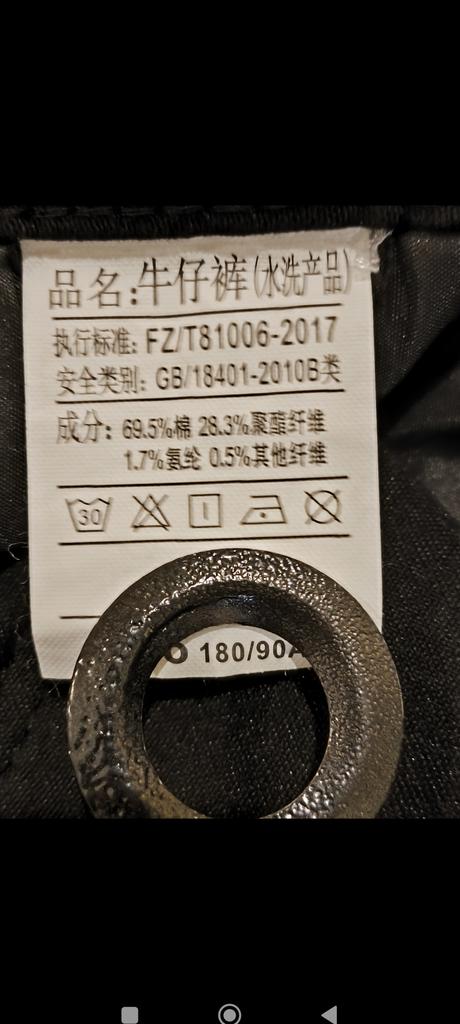 品名:牛仔裤(水洗产品)
执行标准: FZ/T81006-2017
安全类别: GB/18401-2010B类
成分: 69.5%棉 28.3%聚酯纤维
1.7%氨纶 0.5%其他纤维
30
180/90A